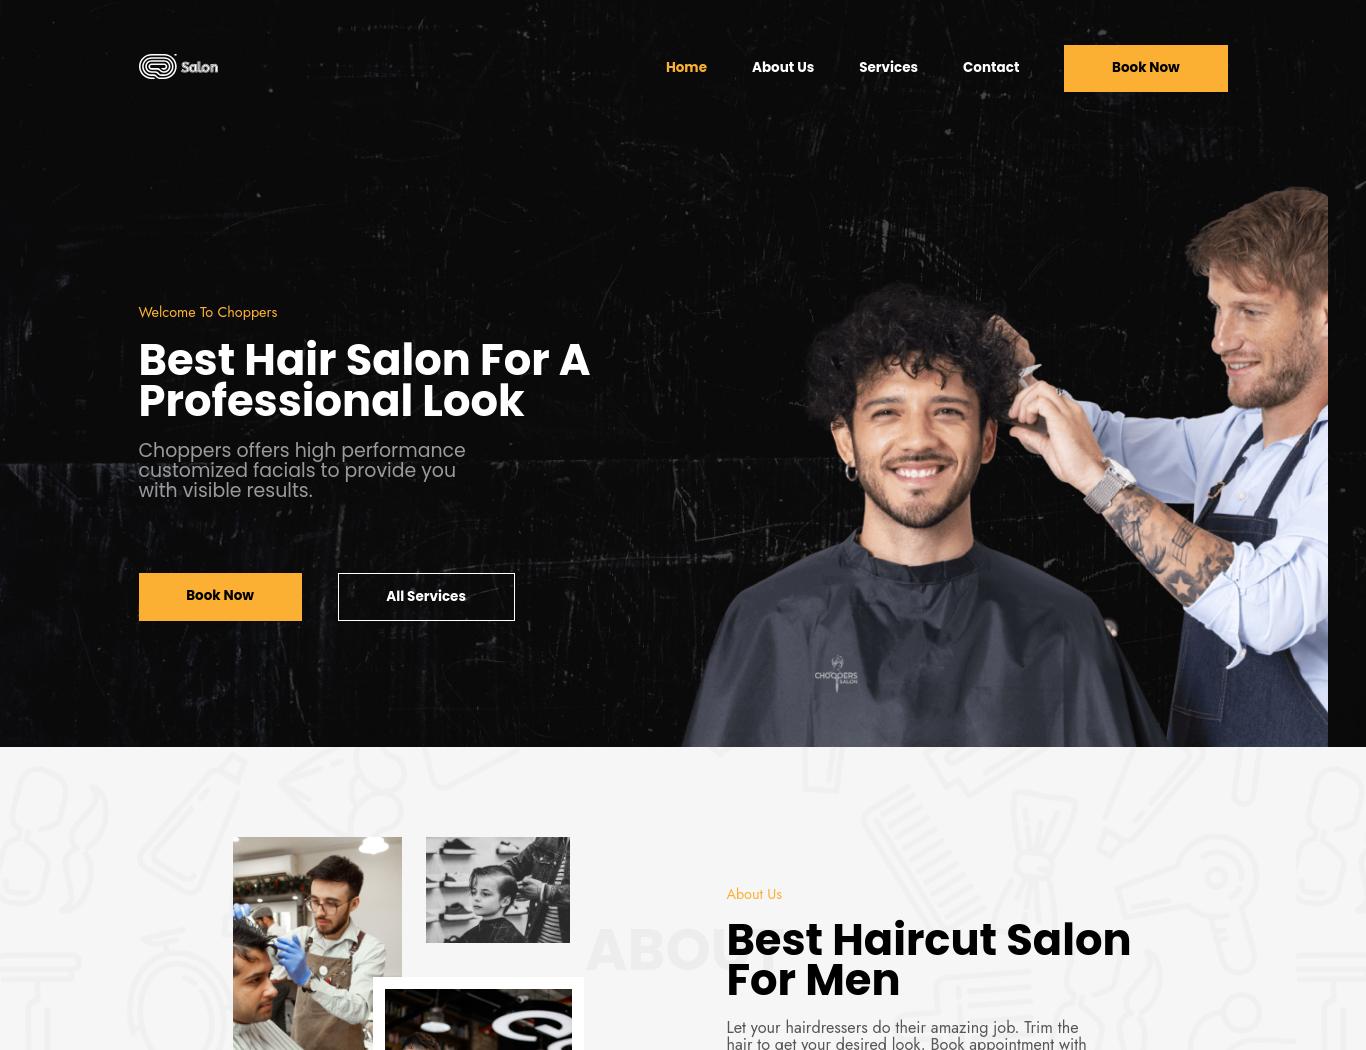 Salon
Home
About Us
Services
Contact
Book Now
Welcome To Choppers
Best Hair Salon For A
Professional Look
Choppers offers high performance
customized facials to provide you
with visible results.
Book Now
All Services
CHOPPERS
SALON
About Us
ABOUT
Best Haircut Salon
For Men
Let your hairdressers do their amazing job. Trim the
hair to get your desired look. Book appointment with